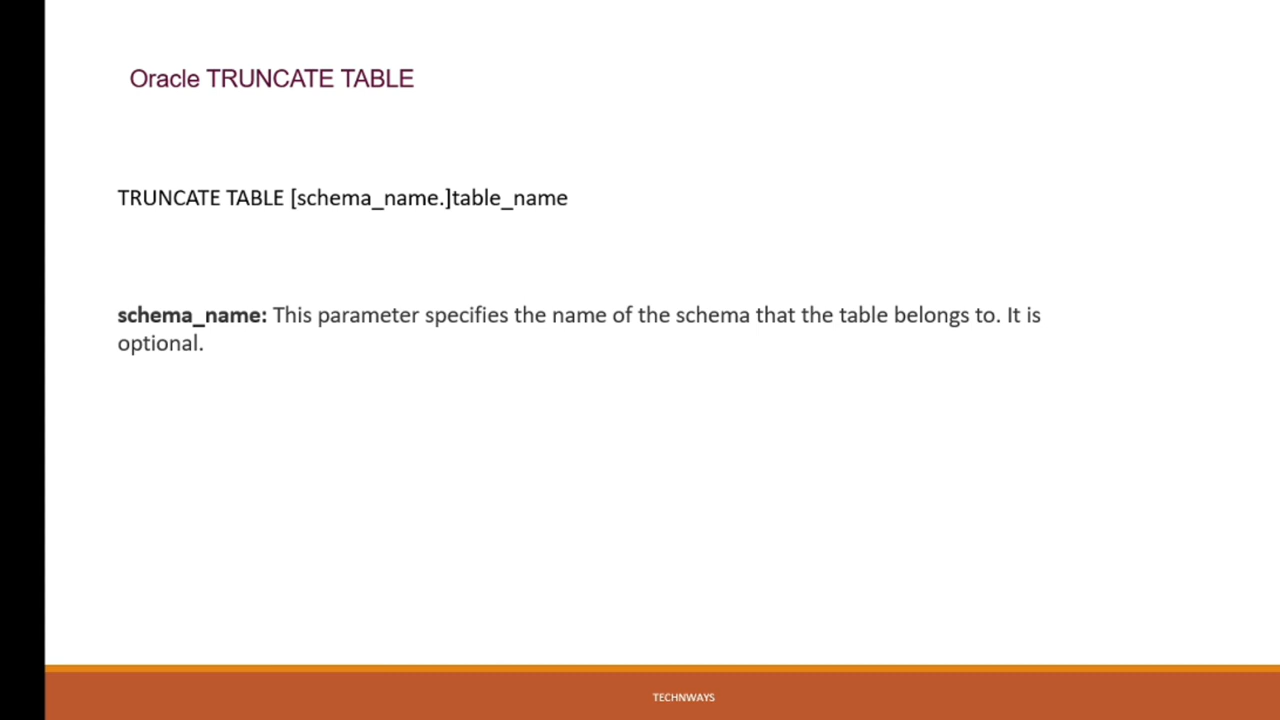 Oracle TRUNCATE TABLE
TRUNCATE TABLE [schema_name.]table_name
schema_name: This parameter specifies the name of the schema that the table belongs to. It is
optional.
TECHNWAYS